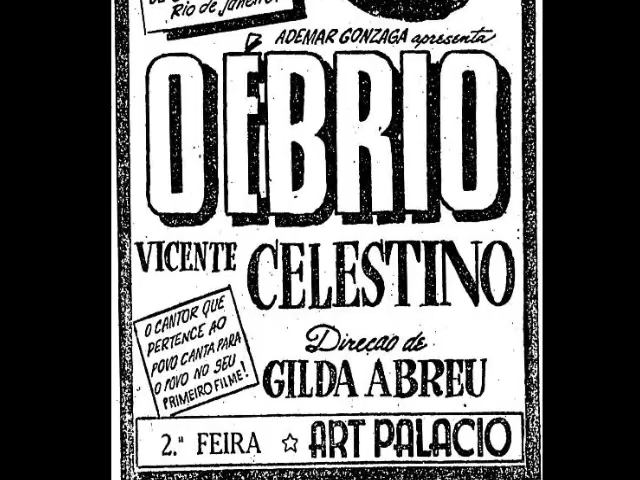 Rio de Janeiro!
ADEMAR GONZAGA apresenta
O ÉBRIO
VICENTE CELESTINO
O CANTOR QUE
PERTENCE AO
POVO CANTA PARA
O POVO NO SEU
PRIMEIRO FILME!
Direção de
GILDA ABREU
2.ª FEIRA ☆ ART PALACIO